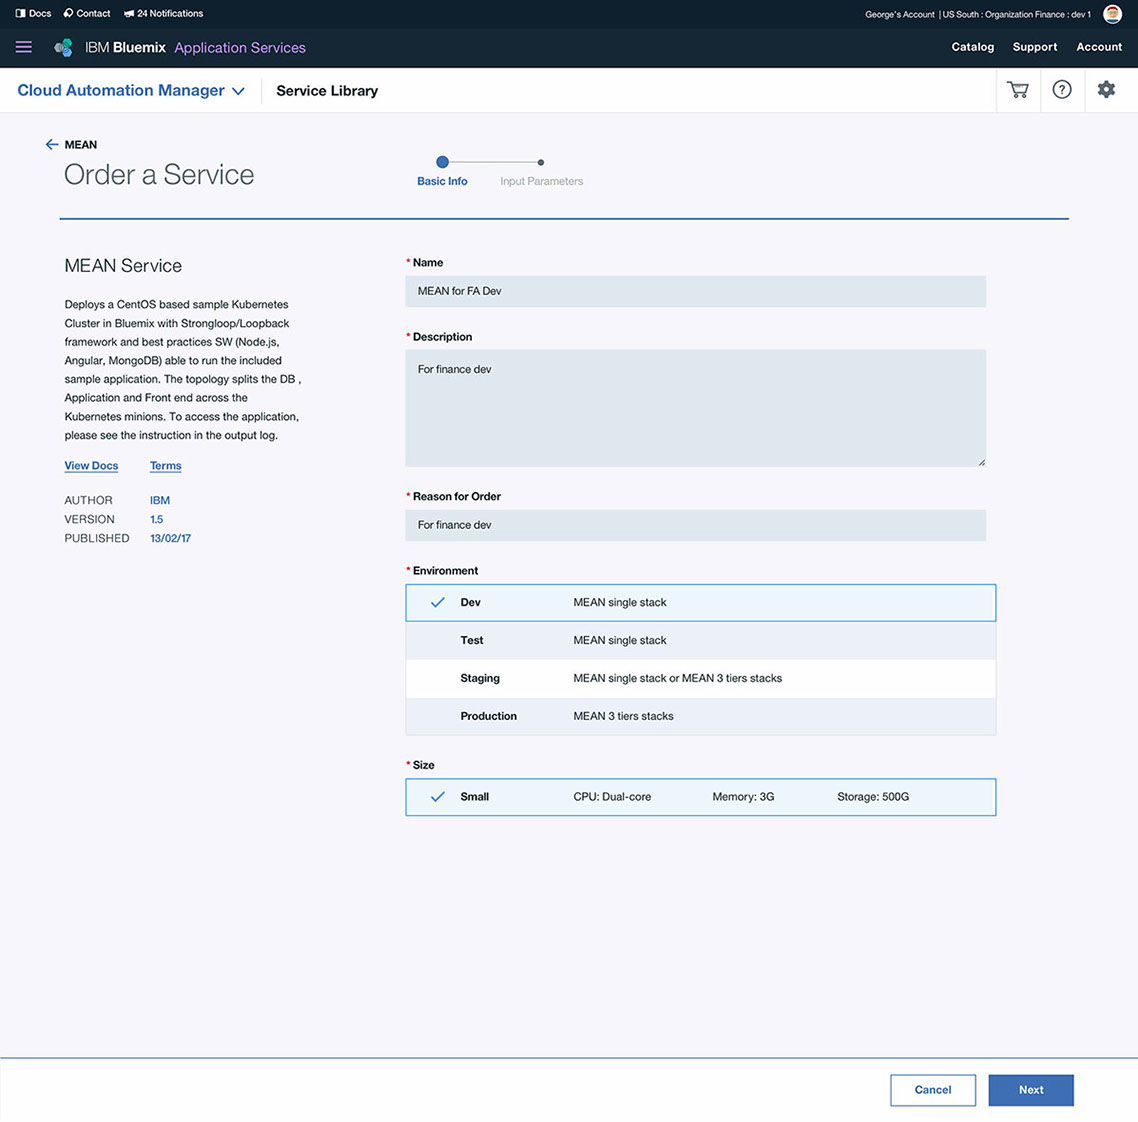 Docs Contact 24 Notifications George's Account | US South : Organization Finance : dev 1
IBM Bluemix Application Services Catalog Support Account
Cloud Automation Manager Service Library
MEAN
Order a Service
Basic Info Input Parameters
MEAN Service
Deploys a CentOS based sample Kubernetes
Cluster in Bluemix with Strongloop/Loopback
framework and best practices SW (Node.js,
Angular, MongoDB) able to run the included
sample application. The topology splits the DB ,
Application and Front end across the
Kubernetes minions. To access the application,
please see the instruction in the output log.
View Docs Terms
AUTHOR IBM
VERSION 1.5
PUBLISHED 13/02/17
* Name
MEAN for FA Dev
* Description
For finance dev
* Reason for Order
For finance dev
* Environment
Dev MEAN single stack
Test MEAN single stack
Staging MEAN single stack or MEAN 3 tiers stacks
Production MEAN 3 tiers stacks
* Size
Small CPU: Dual-core Memory: 3G Storage: 500G
Cancel Next